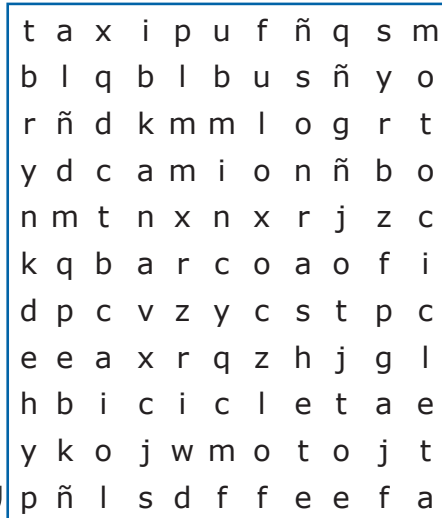 t a x i p u f ñ q s m
b l q b l b u s ñ y o
r ñ d k m m l o g r t
y d c a m i o n ñ b o
n m t n x n x r j z c
k q b a r c o a o f i
d p c v z y c s t p c
e e a x r q z h j g l
h b i c i c l e t a e
y k o j w m o t o j t
p ñ l s d f f e e f a